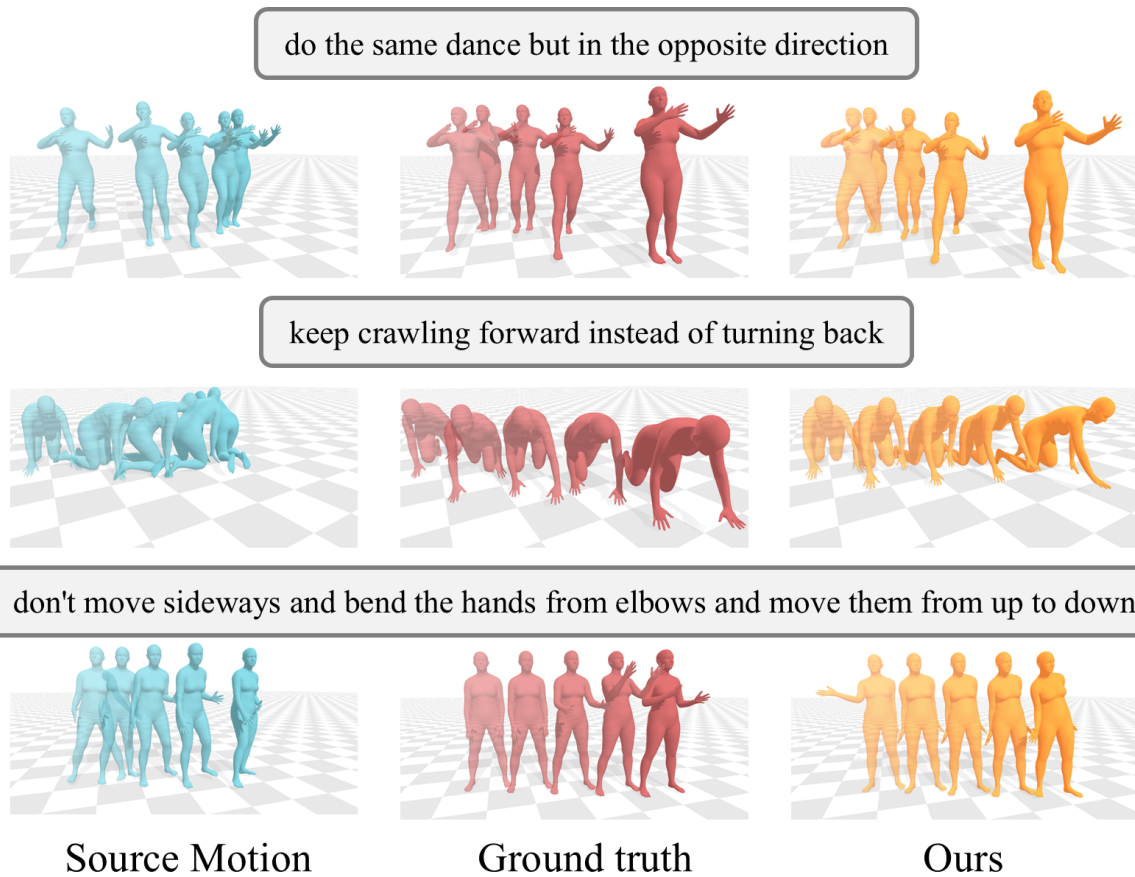 do the same dance but in the opposite direction
keep crawling forward instead of turning back
don't move sideways and bend the hands from elbows and move them from up to down
Source Motion
Ground truth
Ours